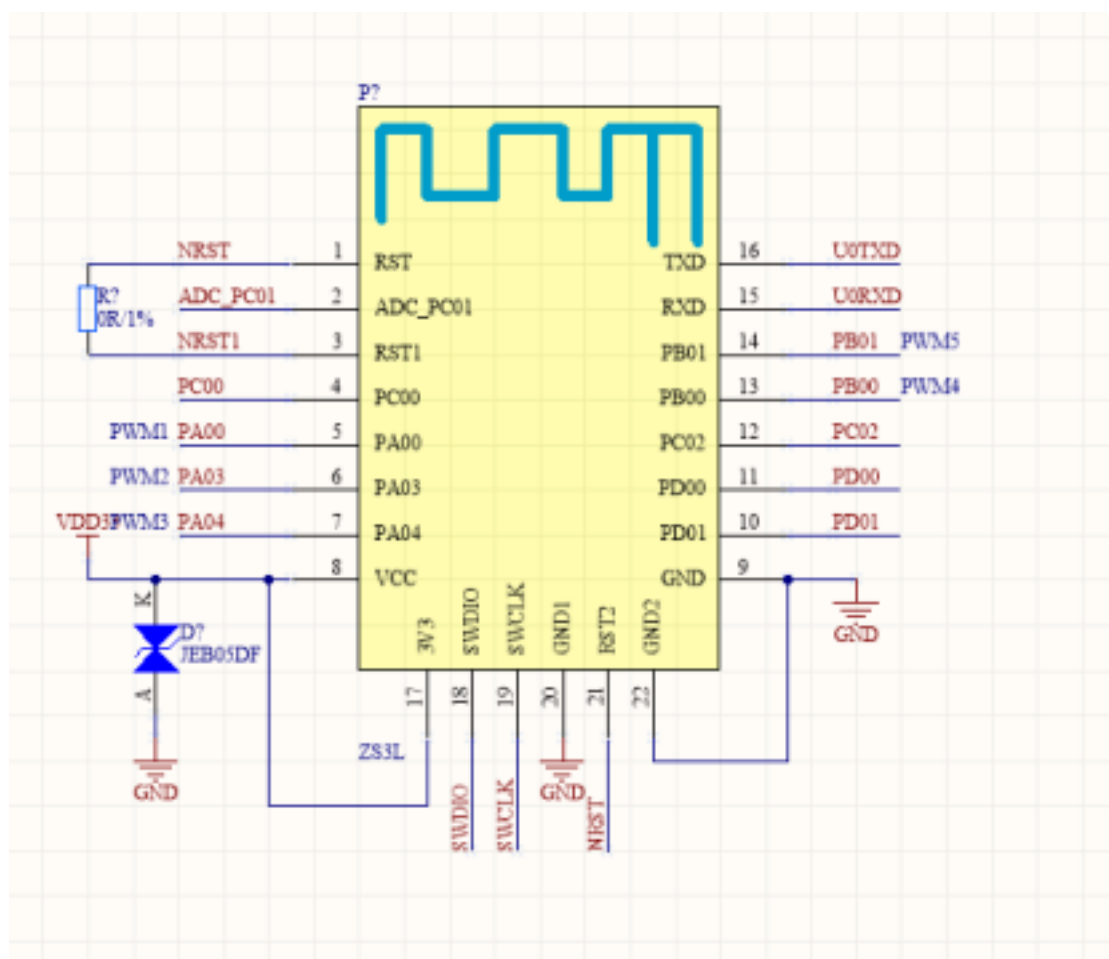 P?
NRST 1 RST TXD 16 U0TXD
R?
0R/1%
ADC_PC01 2 ADC_PC01 RXD 15 U0RXD
NRST1 3 RST1 PB01 14 PB01 PWM5
PC00 4 PC00 PB00 13 PB00 PWM4
PWM1 PA00 5 PA00 PC02 12 PC02
PWM2 PA03 6 PA03 PD00 11 PD00
PWM3 PA04 7 PA04 PD01 10 PD01
8 VCC GND 9
GND
K
D?
JEB05DF
A
GND
3V3 SWDIO SWCLK GND1 RST2 GND2
17 18 19 20 21 22
ZS3L
SWDIO SWCLK GND NRST